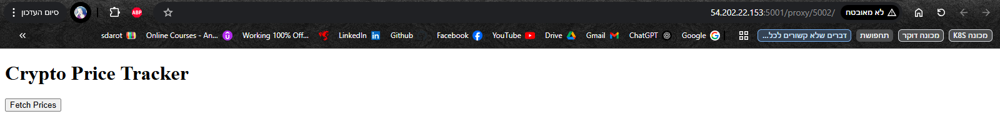 סיום העדכון
ABP
54.202.22.153:5001/proxy/5002/
לא מאובטח
sdarot
Online Courses - An...
Working 100% Off...
LinkedIn
Github
Facebook
YouTube
Drive
Gmail
ChatGPT
Google
דברים שלא קשורים לכל...
תחפושת
מכונה דוקר
מכונה K8S
Crypto Price Tracker
Fetch Prices